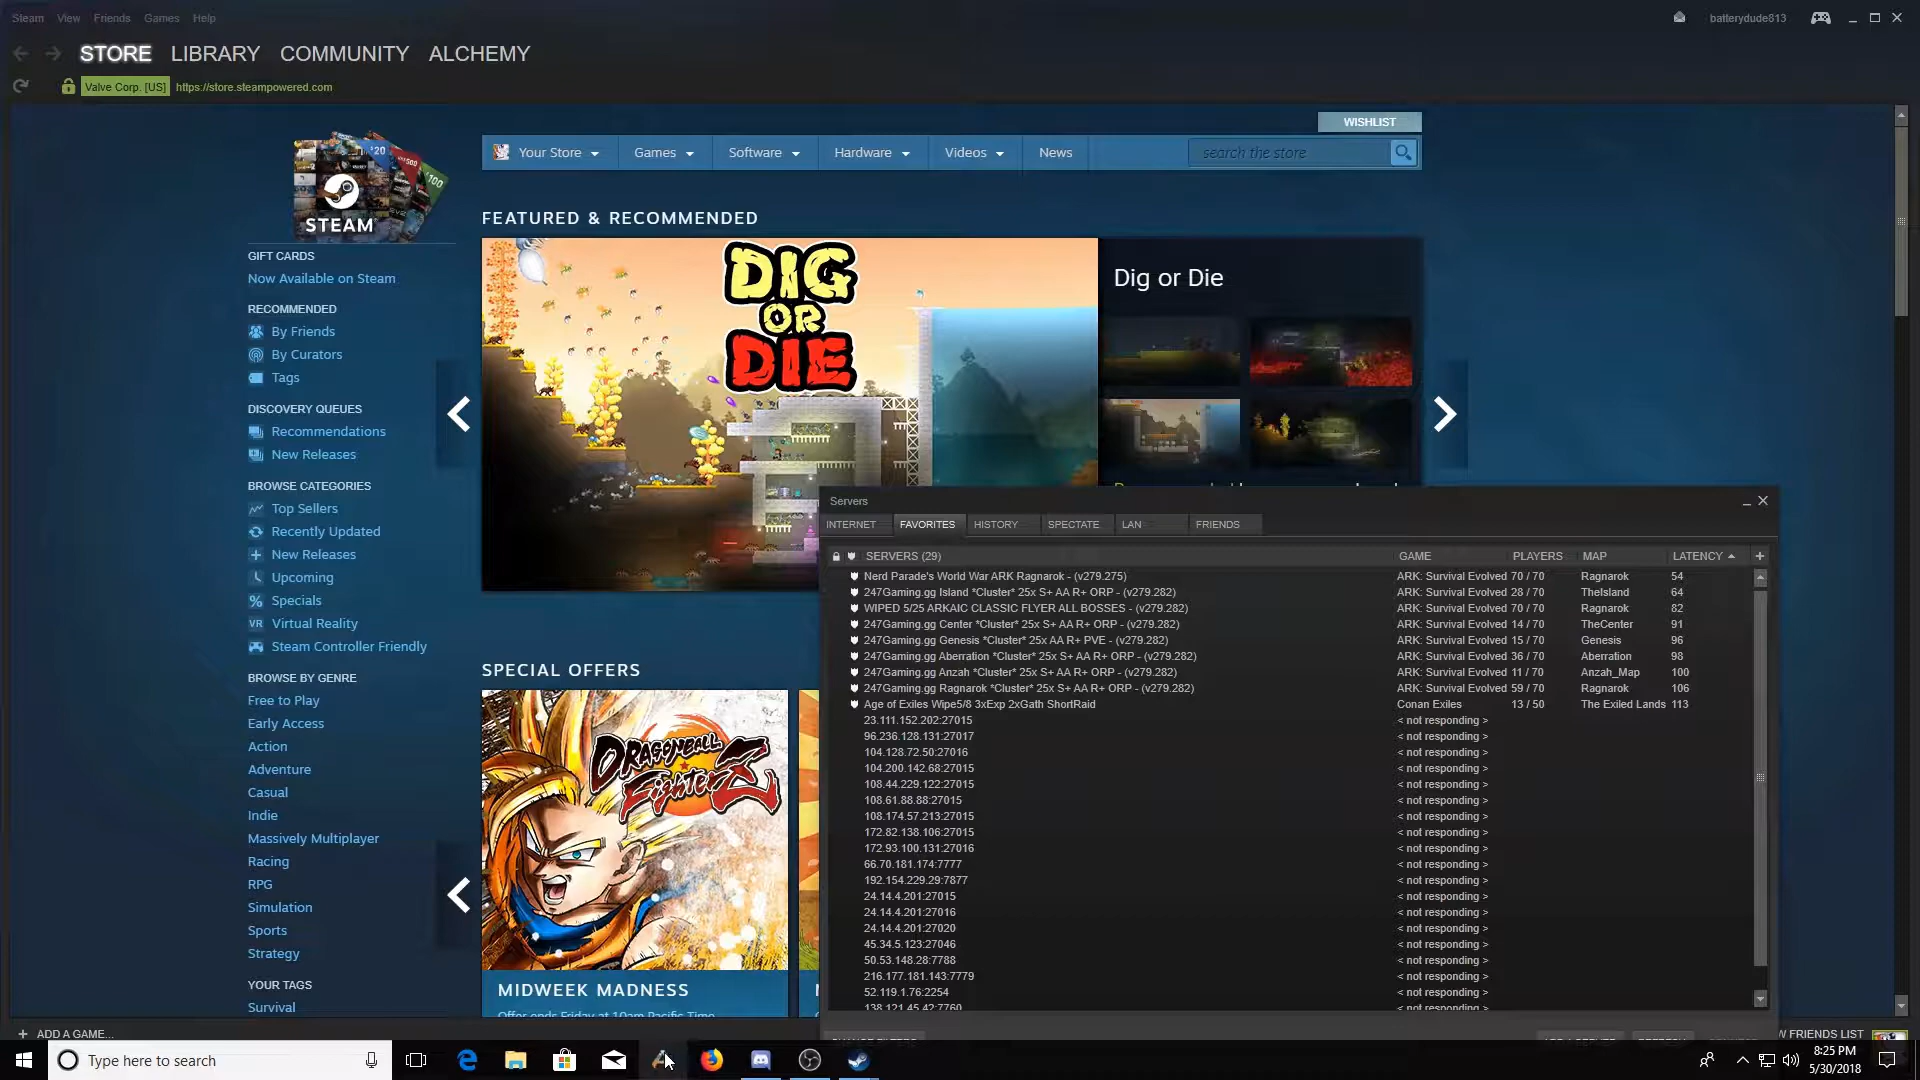 Steam View Friends Games Help
batterydude813
STORE LIBRARY COMMUNITY ALCHEMY
Valve Corp. [US] https://store.steampowered.com
WISHLIST
Your Store Games Software Hardware Videos News
search the store
STEAM
$20
$100
FEATURED & RECOMMENDED
GIFT CARDS
Now Available on Steam
RECOMMENDED
By Friends
By Curators
Tags
DISCOVERY QUEUES
Recommendations
New Releases
BROWSE CATEGORIES
Top Sellers
Recently Updated
New Releases
Upcoming
Specials
VR Virtual Reality
Steam Controller Friendly
BROWSE BY GENRE
Free to Play
Early Access
Action
Adventure
Casual
Indie
Massively Multiplayer
Racing
RPG
Simulation
Sports
Strategy
YOUR TAGS
Survival
DIG
OR
DIE
Dig or Die
SPECIAL OFFERS
DRAGONBALL
FighterZ
MIDWEEK MADNESS
Offer ends Friday at 10am Pacific Time
Servers
INTERNET FAVORITES HISTORY SPECTATE LAN FRIENDS
SERVERS (29) GAME PLAYERS MAP LATENCY
Nerd Parade's World War ARK Ragnarok - (v279.275) ARK: Survival Evolved 70 / 70 Ragnarok 54
247Gaming.gg Island *Cluster* 25x S+ AA R+ ORP - (v279.282) ARK: Survival Evolved 28 / 70 TheIsland 64
WIPED 5/25 ARKAIC CLASSIC FLYER ALL BOSSES - (v279.282) ARK: Survival Evolved 70 / 70 Ragnarok 82
247Gaming.gg Center *Cluster* 25x S+ AA R+ ORP - (v279.282) ARK: Survival Evolved 14 / 70 TheCenter 91
247Gaming.gg Genesis *Cluster* 25x AA R+ PVE - (v279.282) ARK: Survival Evolved 15 / 70 Genesis 96
247Gaming.gg Aberration *Cluster* 25x S+ AA R+ ORP - (v279.282) ARK: Survival Evolved 36 / 70 Aberration 98
247Gaming.gg Anzah *Cluster* 25x S+ AA R+ ORP - (v279.282) ARK: Survival Evolved 11 / 70 Anzah_Map 100
247Gaming.gg Ragnarok *Cluster* 25x S+ AA R+ ORP - (v279.282) ARK: Survival Evolved 59 / 70 Ragnarok 106
Age of Exiles Wipe5/8 3xExp 2xGath ShortRaid Conan Exiles 13 / 50 The Exiled Lands 113
23.111.152.202:27015 < not responding >
96.236.128.131:27017 < not responding >
104.128.72.50:27016 < not responding >
104.200.142.68:27015 < not responding >
108.44.229.122:27015 < not responding >
108.61.88.88:27015 < not responding >
108.174.57.213:27015 < not responding >
172.82.138.106:27015 < not responding >
172.93.100.131:27016 < not responding >
66.70.181.174:7777 < not responding >
192.154.229.29:7877 < not responding >
24.14.4.201:27015 < not responding >
24.14.4.201:27016 < not responding >
24.14.4.201:27020 < not responding >
45.34.5.123:27046 < not responding >
50.53.148.28:7788 < not responding >
216.177.181.143:7779 < not responding >
52.119.1.76:2254 < not responding >
138.121.45.42:7760 < not responding >
ADD A GAME...
W FRIENDS LIST
Type here to search
8:25 PM
5/30/2018